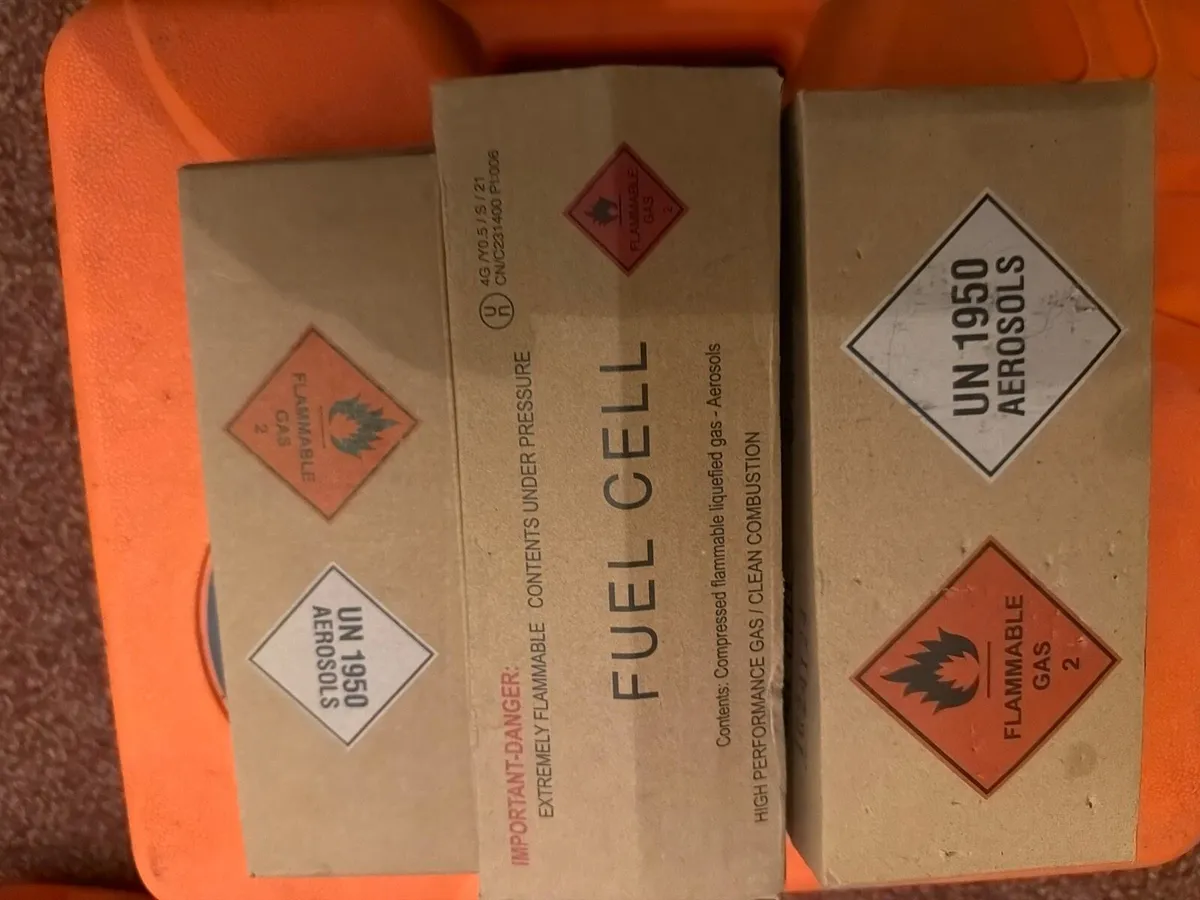 FLAMMABLE
GAS
2
UN 1950
AEROSOLS
4G /Y0.5 / S / 21
CN/C231400 PI:006
IMPORTANT-DANGER:
EXTREMELY FLAMMABLE CONTENTS UNDER PRESSURE
FUEL CELL
FLAMMABLE
GAS
2
Contents: Compressed flammable liquefied gas - Aerosols
HIGH PERFORMANCE GAS / CLEAN COMBUSTION
FLAMMABLE
GAS
2
UN 1950
AEROSOLS